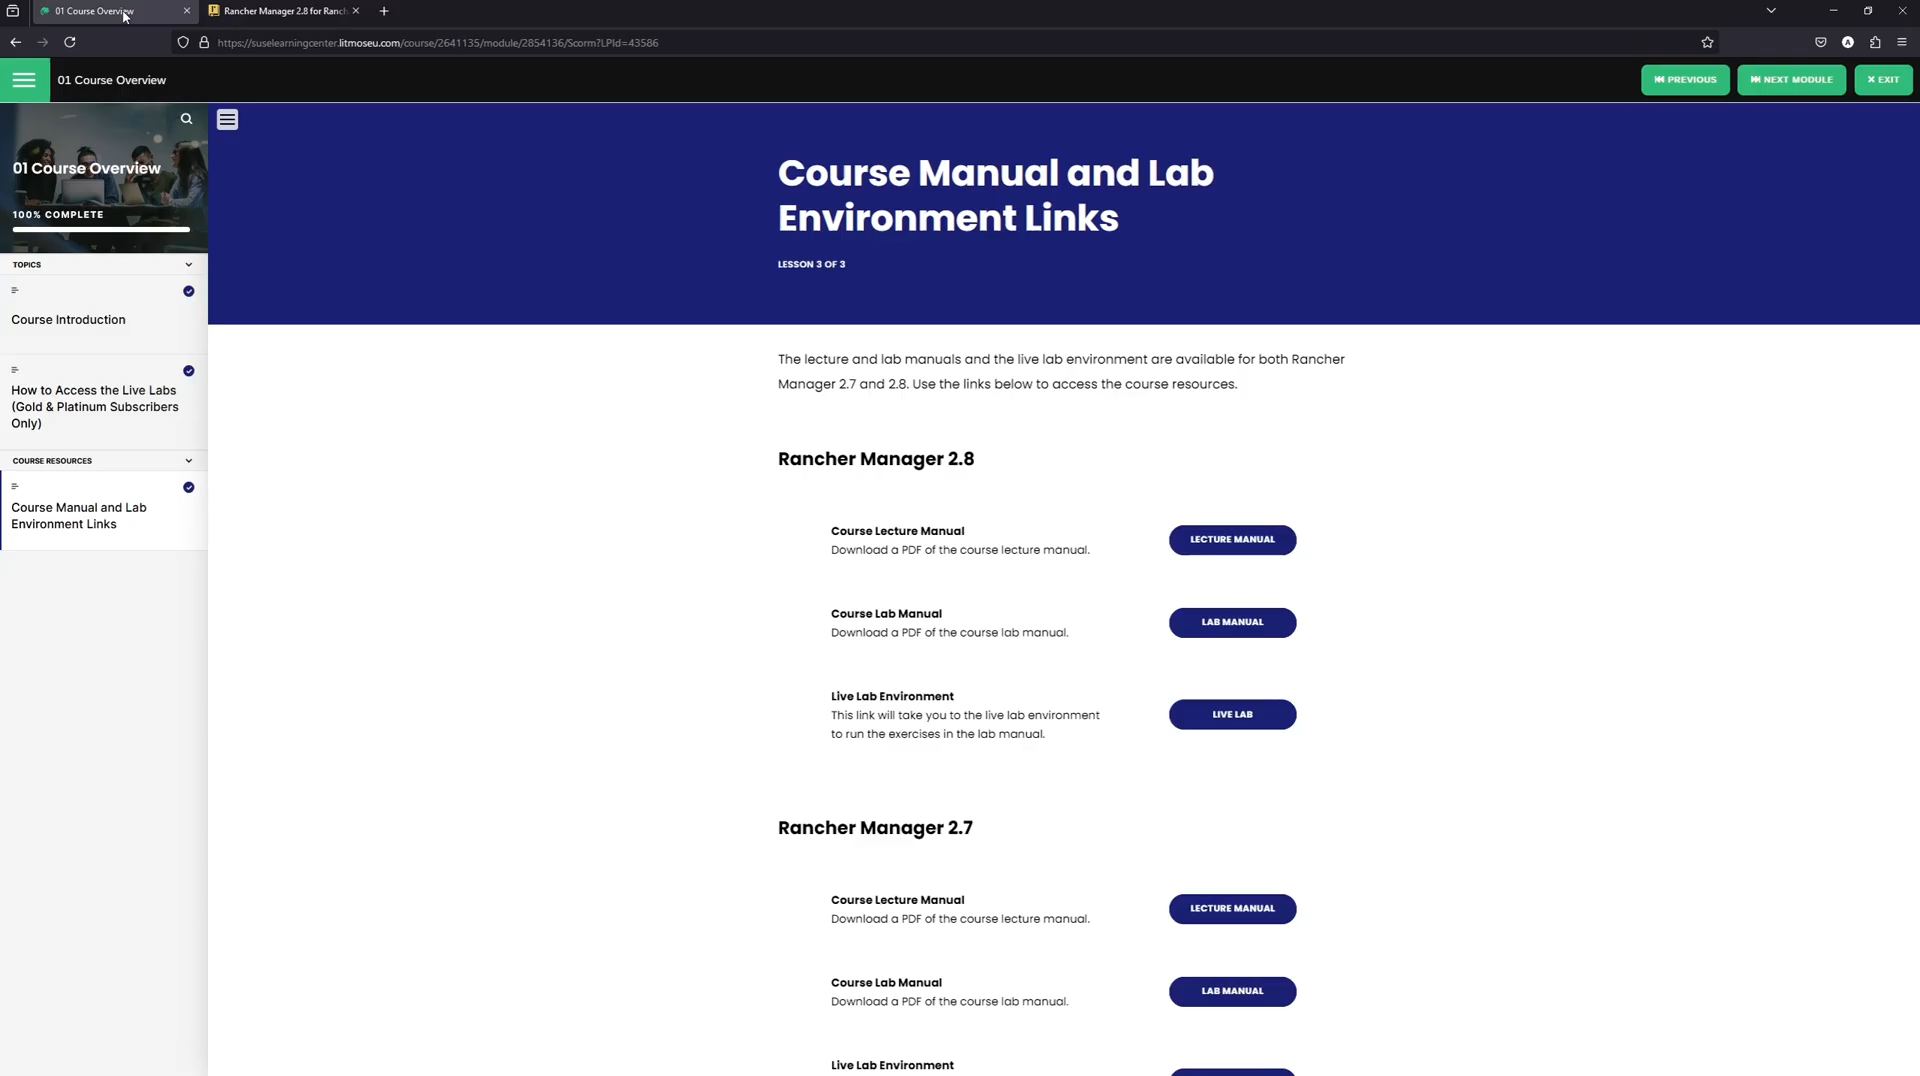 01 Course Overview
Rancher Manager 2.8 for Ranch
https://suselearningcenter.litmoseu.com/course/2641135/module/2854136/Scorm?LPId=43586
01 Course Overview
PREVIOUS
NEXT MODULE
EXIT
01 Course Overview
100% COMPLETE
TOPICS
Course Introduction
How to Access the Live Labs
(Gold & Platinum Subscribers
Only)
COURSE RESOURCES
Course Manual and Lab
Environment Links
Course Manual and Lab
Environment Links
LESSON 3 OF 3
The lecture and lab manuals and the live lab environment are available for both Rancher
Manager 2.7 and 2.8. Use the links below to access the course resources.
Rancher Manager 2.8
Course Lecture Manual
Download a PDF of the course lecture manual.
LECTURE MANUAL
Course Lab Manual
Download a PDF of the course lab manual.
LAB MANUAL
Live Lab Environment
This link will take you to the live lab environment
to run the exercises in the lab manual.
LIVE LAB
Rancher Manager 2.7
Course Lecture Manual
Download a PDF of the course lecture manual.
LECTURE MANUAL
Course Lab Manual
Download a PDF of the course lab manual.
LAB MANUAL
Live Lab Environment